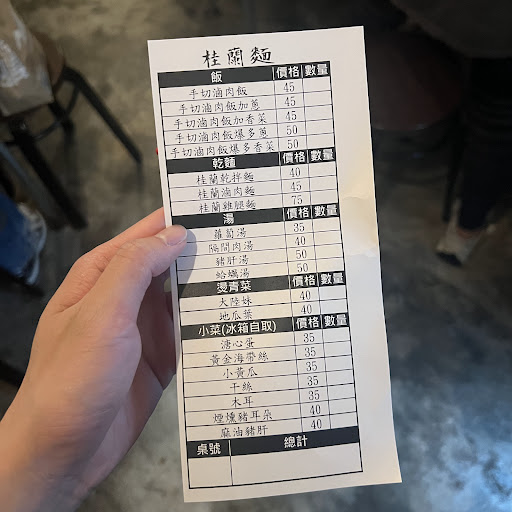 桂蘭麵
飯 價格 數量
手切滷肉飯 45
手切滷肉飯加蔥 45
手切滷肉飯加香菜 45
手切滷肉飯爆多蔥 50
手切滷肉飯爆多香菜 50
乾麵 價格 數量
桂蘭乾拌麵 40
桂蘭滷肉麵 45
桂蘭雞腿麵 75
湯 價格 數量
蘿蔔湯 35
隔間肉湯 40
豬肝湯 50
蛤蠣湯 50
燙青菜 價格 數量
大陸妹 40
地瓜葉 40
小菜(冰箱自取) 價格 數量
溏心蛋 35
黃金海帶絲 35
小黃瓜 35
干絲 35
木耳 35
煙燻豬耳朵 40
麻油豬肝 40
桌號 總計